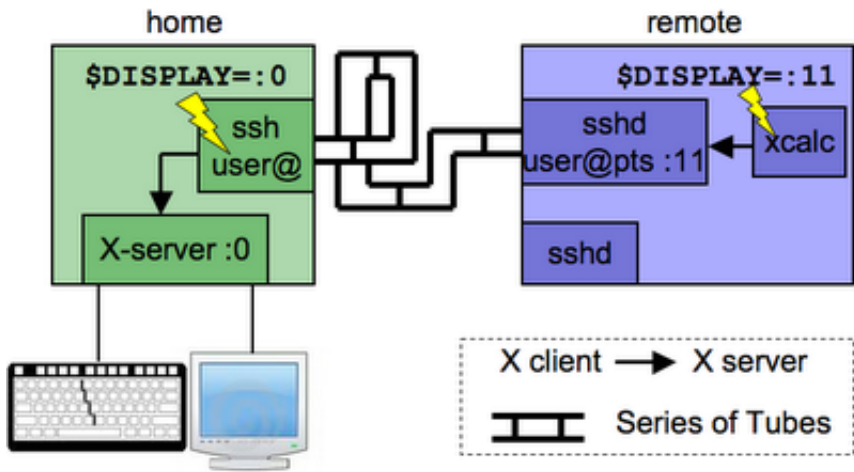 home
$DISPLAY=:0
ssh
user@
X-server :0
remote
$DISPLAY=:11
sshd
user@pts :11
xcalc
sshd
X client X server
Series of Tubes